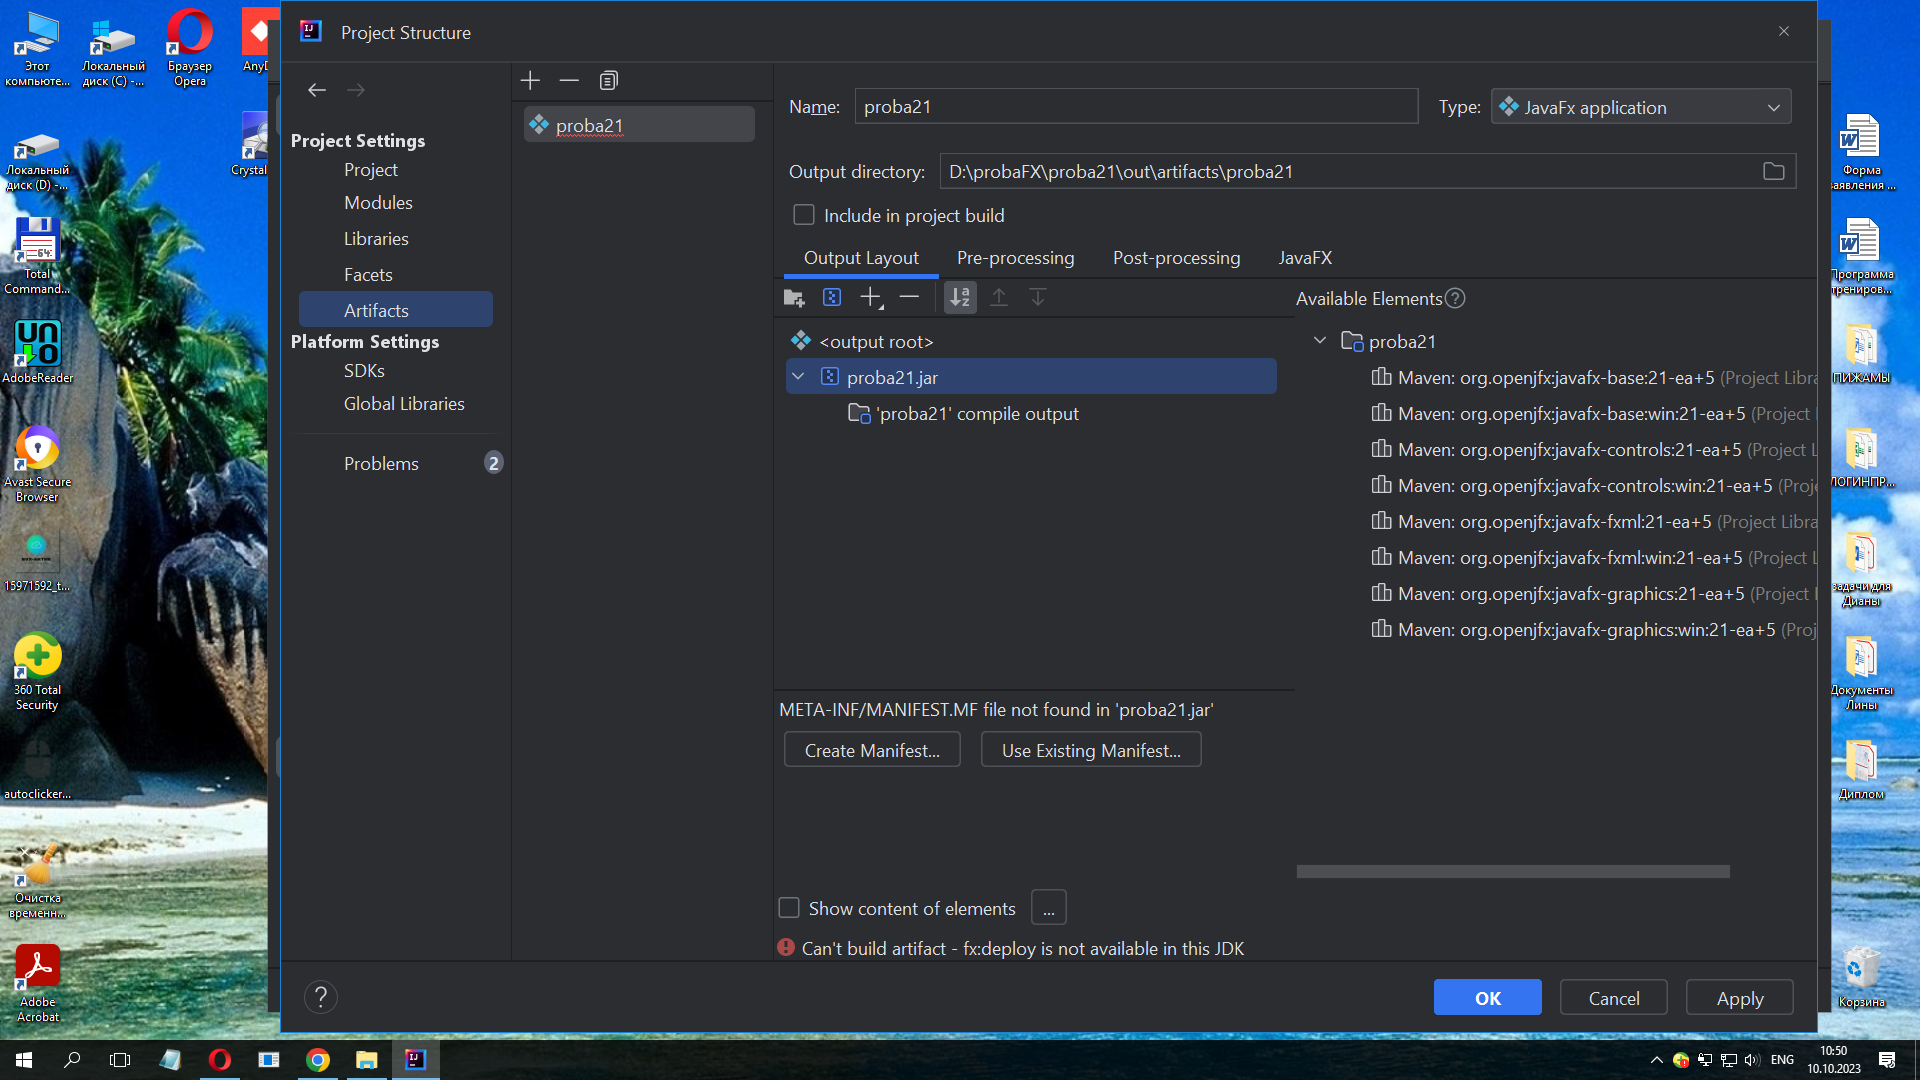 Этот
компьюте...
Локальный
диск (C) -...
Браузер
Opera
Локальный
диск (D) -...
64
Total
Command...
UN
AdobeReader
Avast Secure
Browser
15971592_t...
360 Total
Security
autoclicker...
Очистка
временн...
Adobe
Acrobat
Project Structure
Project Settings
Project
Modules
Libraries
Facets
Artifacts
Platform Settings
SDKs
Global Libraries
Problems
2
proba21
Name:
proba21
Type:
JavaFx application
Output directory:
D:\probaFX\proba21\out\artifacts\proba21
Include in project build
Output Layout
Pre-processing
Post-processing
JavaFX
<output root>
proba21.jar
'proba21' compile output
Available Elements
?
proba21
Maven: org.openjfx:javafx-base:21-ea+5 (Project Libra
Maven: org.openjfx:javafx-base:win:21-ea+5 (Project
Maven: org.openjfx:javafx-controls:21-ea+5 (Project L
Maven: org.openjfx:javafx-controls:win:21-ea+5 (Proje
Maven: org.openjfx:javafx-fxml:21-ea+5 (Project Libra
Maven: org.openjfx:javafx-fxml:win:21-ea+5 (Project L
Maven: org.openjfx:javafx-graphics:21-ea+5 (Project
Maven: org.openjfx:javafx-graphics:win:21-ea+5 (Proj
META-INF/MANIFEST.MF file not found in 'proba21.jar'
Create Manifest...
Use Existing Manifest...
Show content of elements
...
Can't build artifact - fx:deploy is not available in this JDK
?
OK
Cancel
Apply
Форма
аявления ...
Программа
тренировo...
ПИЖАМЫ
ЛОГИНПР...
задачи для
Дианы
Документы
Лины
Диплом
Корзина
ENG
10:50
10.10.2023